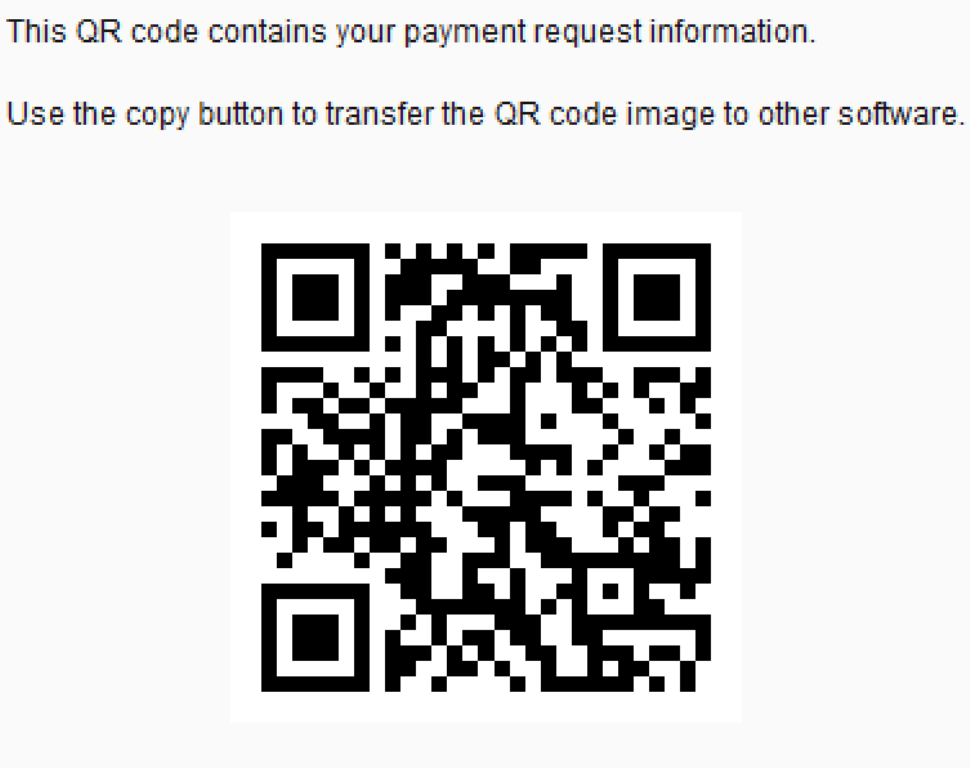 This QR code contains your payment request information.
Use the copy button to transfer the QR code image to other software.